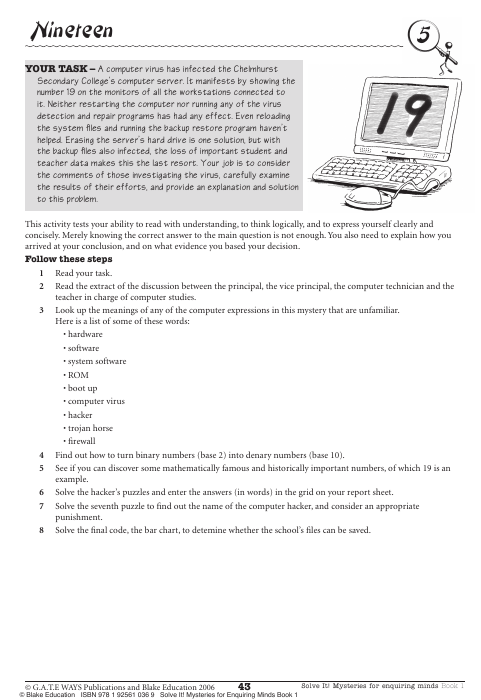 Nineteen
5
YOUR TASK – A computer virus has infected the Chelmhurst
Secondary College's computer server. It manifests by showing the
number 19 on the monitors of all the workstations connected to
it. Neither restarting the computer nor running any of the virus
detection and repair programs has had any effect. Even reloading
the system files and running the backup restore program haven't
helped. Erasing the server's hard drive is one solution, but with
the backup files also infected, the loss of important student and
teacher data makes this the last resort. Your job is to consider
the comments of those investigating the virus, carefully examine
the results of their efforts, and provide an explanation and solution
to this problem.
19
This activity tests your ability to read with understanding, to think logically, and to express yourself clearly and
concisely. Merely knowing the correct answer to the main question is not enough. You also need to explain how you
arrived at your conclusion, and on what evidence you based your decision.
Follow these steps
1 Read your task.
2 Read the extract of the discussion between the principal, the vice principal, the computer technician and the
teacher in charge of computer studies.
3 Look up the meanings of any of the computer expressions in this mystery that are unfamiliar.
Here is a list of some of these words:
• hardware
• software
• system software
• ROM
• boot up
• computer virus
• hacker
• trojan horse
• firewall
4 Find out how to turn binary numbers (base 2) into denary numbers (base 10).
5 See if you can discover some mathematically famous and historically important numbers, of which 19 is an
example.
6 Solve the hacker's puzzles and enter the answers (in words) in the grid on your report sheet.
7 Solve the seventh puzzle to find out the name of the computer hacker, and consider an appropriate
punishment.
8 Solve the final code, the bar chart, to detemine whether the school's files can be saved.
© G.A.T.E WAYS Publications and Blake Education 2006 43 Solve It! Mysteries for enquiring minds Book 1
© Blake Education ISBN 978 1 92561 036 9 Solve It! Mysteries for Enquiring Minds Book 1